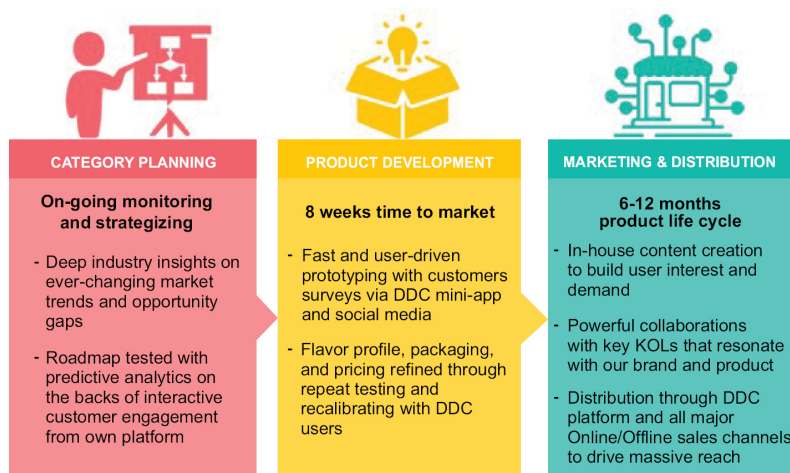 CATEGORY PLANNING
On-going monitoring
and strategizing
- Deep industry insights on
ever-changing market
trends and opportunity
gaps
- Roadmap tested with
predictive analytics on
the backs of interactive
customer engagement
from own platform
PRODUCT DEVELOPMENT
8 weeks time to market
- Fast and user-driven
prototyping with customers
surveys via DDC mini-app
and social media
- Flavor profile, packaging,
and pricing refined through
repeat testing and
recalibrating with DDC
users
MARKETING & DISTRIBUTION
6-12 months
product life cycle
- In-house content creation
to build user interest and
demand
- Powerful collaborations
with key KOLs that resonate
with our brand and product
- Distribution through DDC
platform and all major
Online/Offline sales channels
to drive massive reach